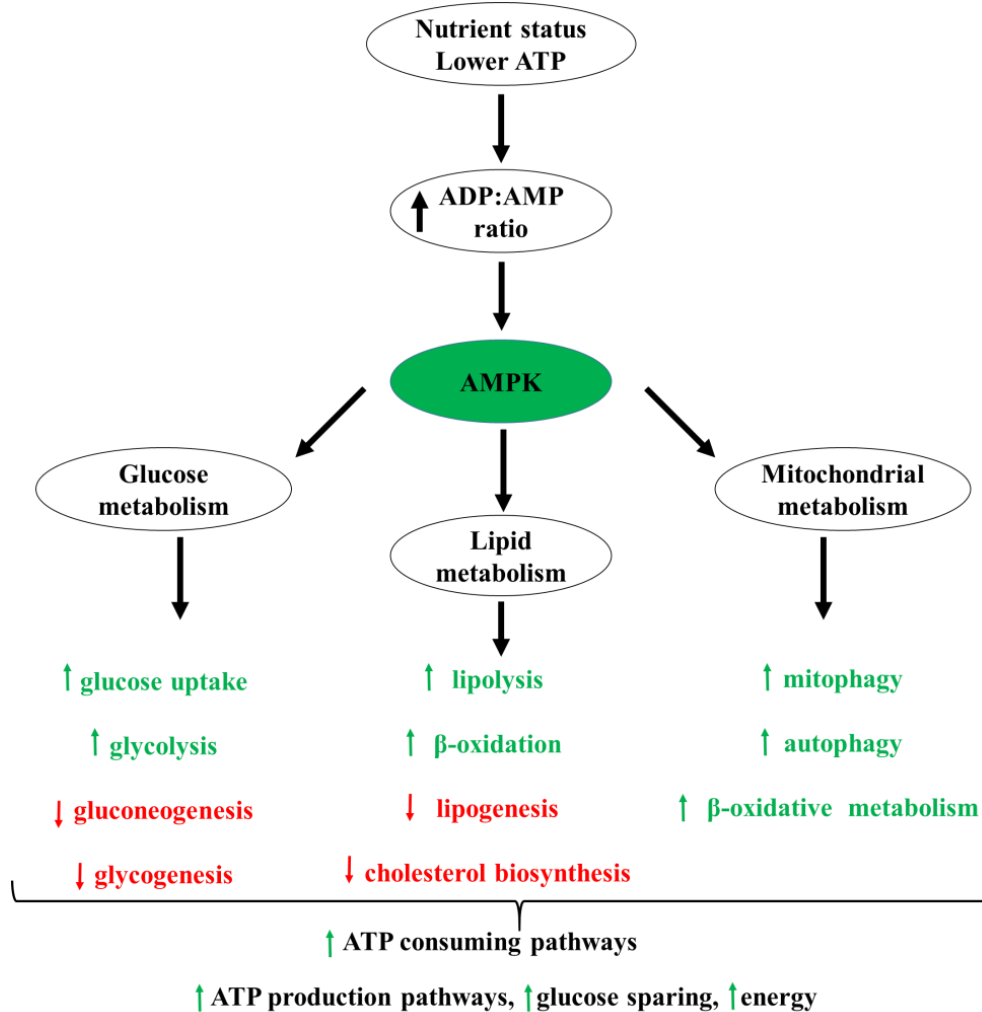 Nutrient status
Lower ATP
↑ ADP:AMP
ratio
AMPK
Glucose
metabolism
Lipid
metabolism
Mitochondrial
metabolism
↑ glucose uptake
↑ glycolysis
↓ gluconeogenesis
↓ glycogenesis
↑ lipolysis
↑ β-oxidation
↓ lipogenesis
↓ cholesterol biosynthesis
↑ mitophagy
↑ autophagy
↑ β-oxidative metabolism
↑ ATP consuming pathways
↑ ATP production pathways, ↑ glucose sparing, ↑ energy